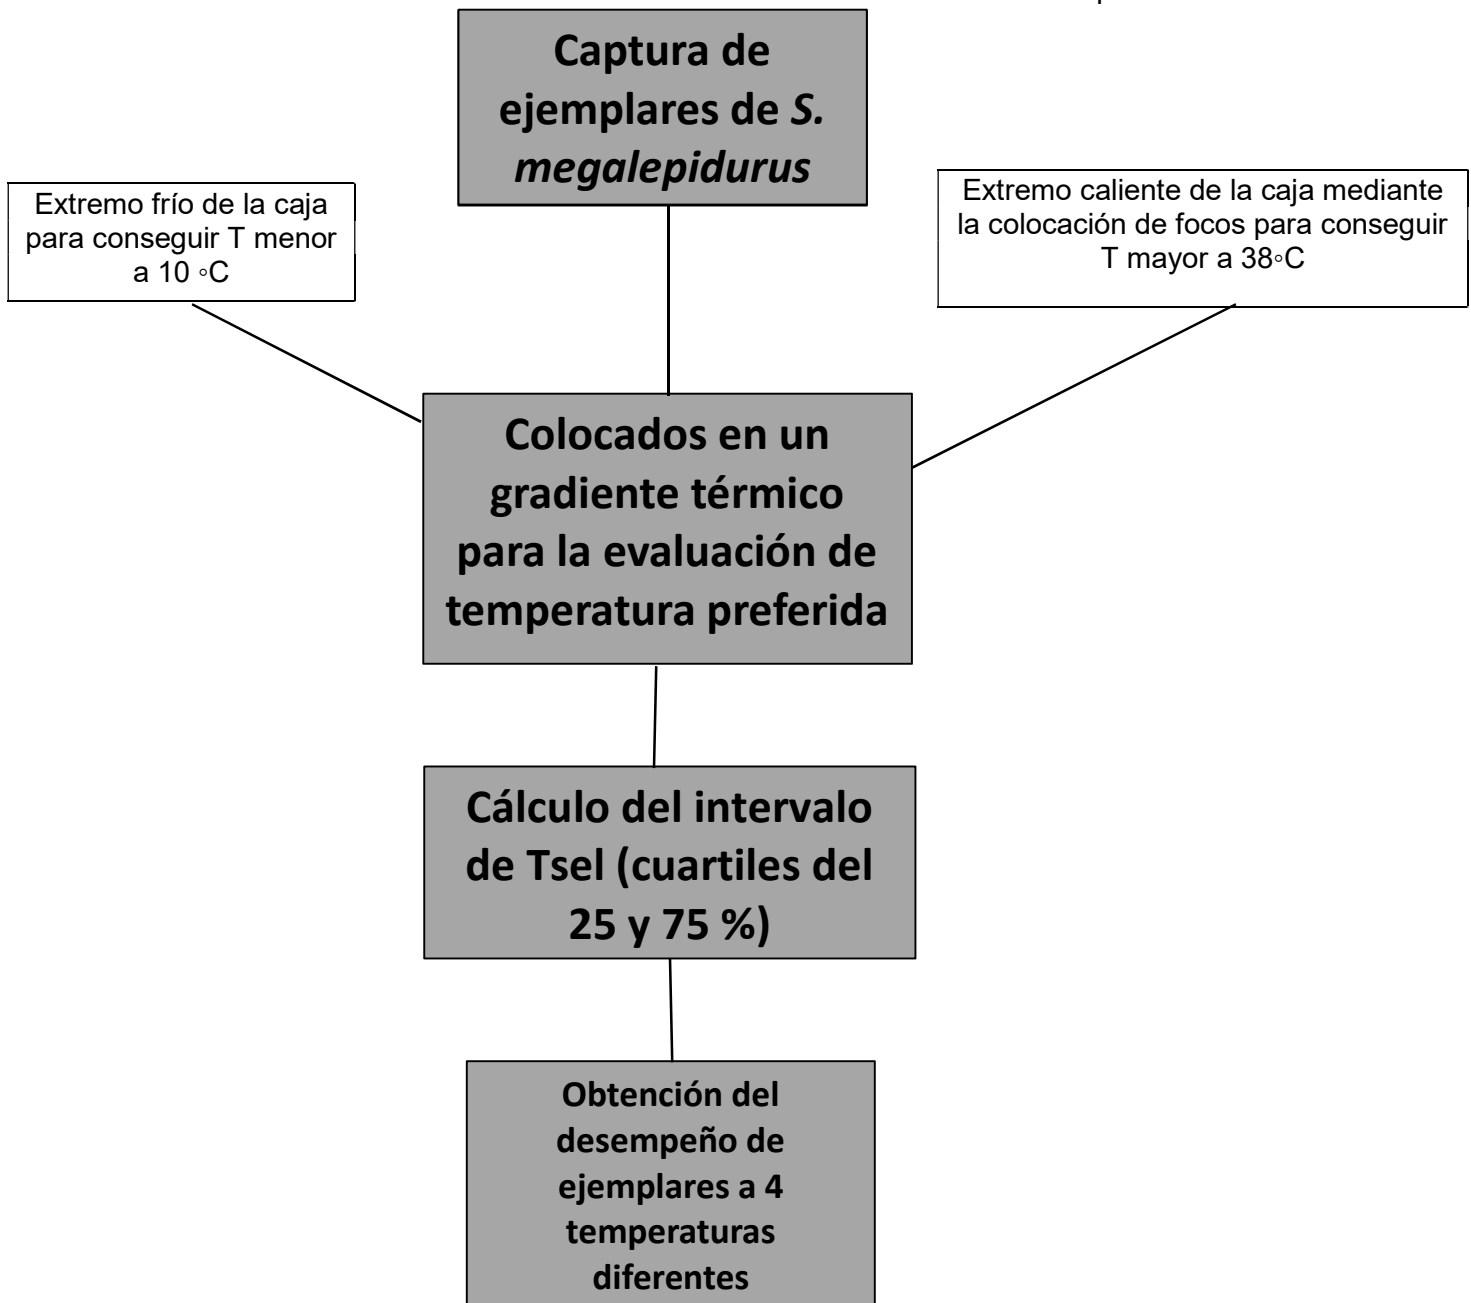 Captura de
ejemplares de S.
megalepidurus
Extremo frío de la caja
para conseguir T menor
a 10 ◦C
Extremo caliente de la caja mediante
la colocación de focos para conseguir
T mayor a 38◦C
Colocados en un
gradiente térmico
para la evaluación de
temperatura preferida
Cálculo del intervalo
de Tsel (cuartiles del
25 y 75 %)
Obtención del
desempeño de
ejemplares a 4
temperaturas
diferentes